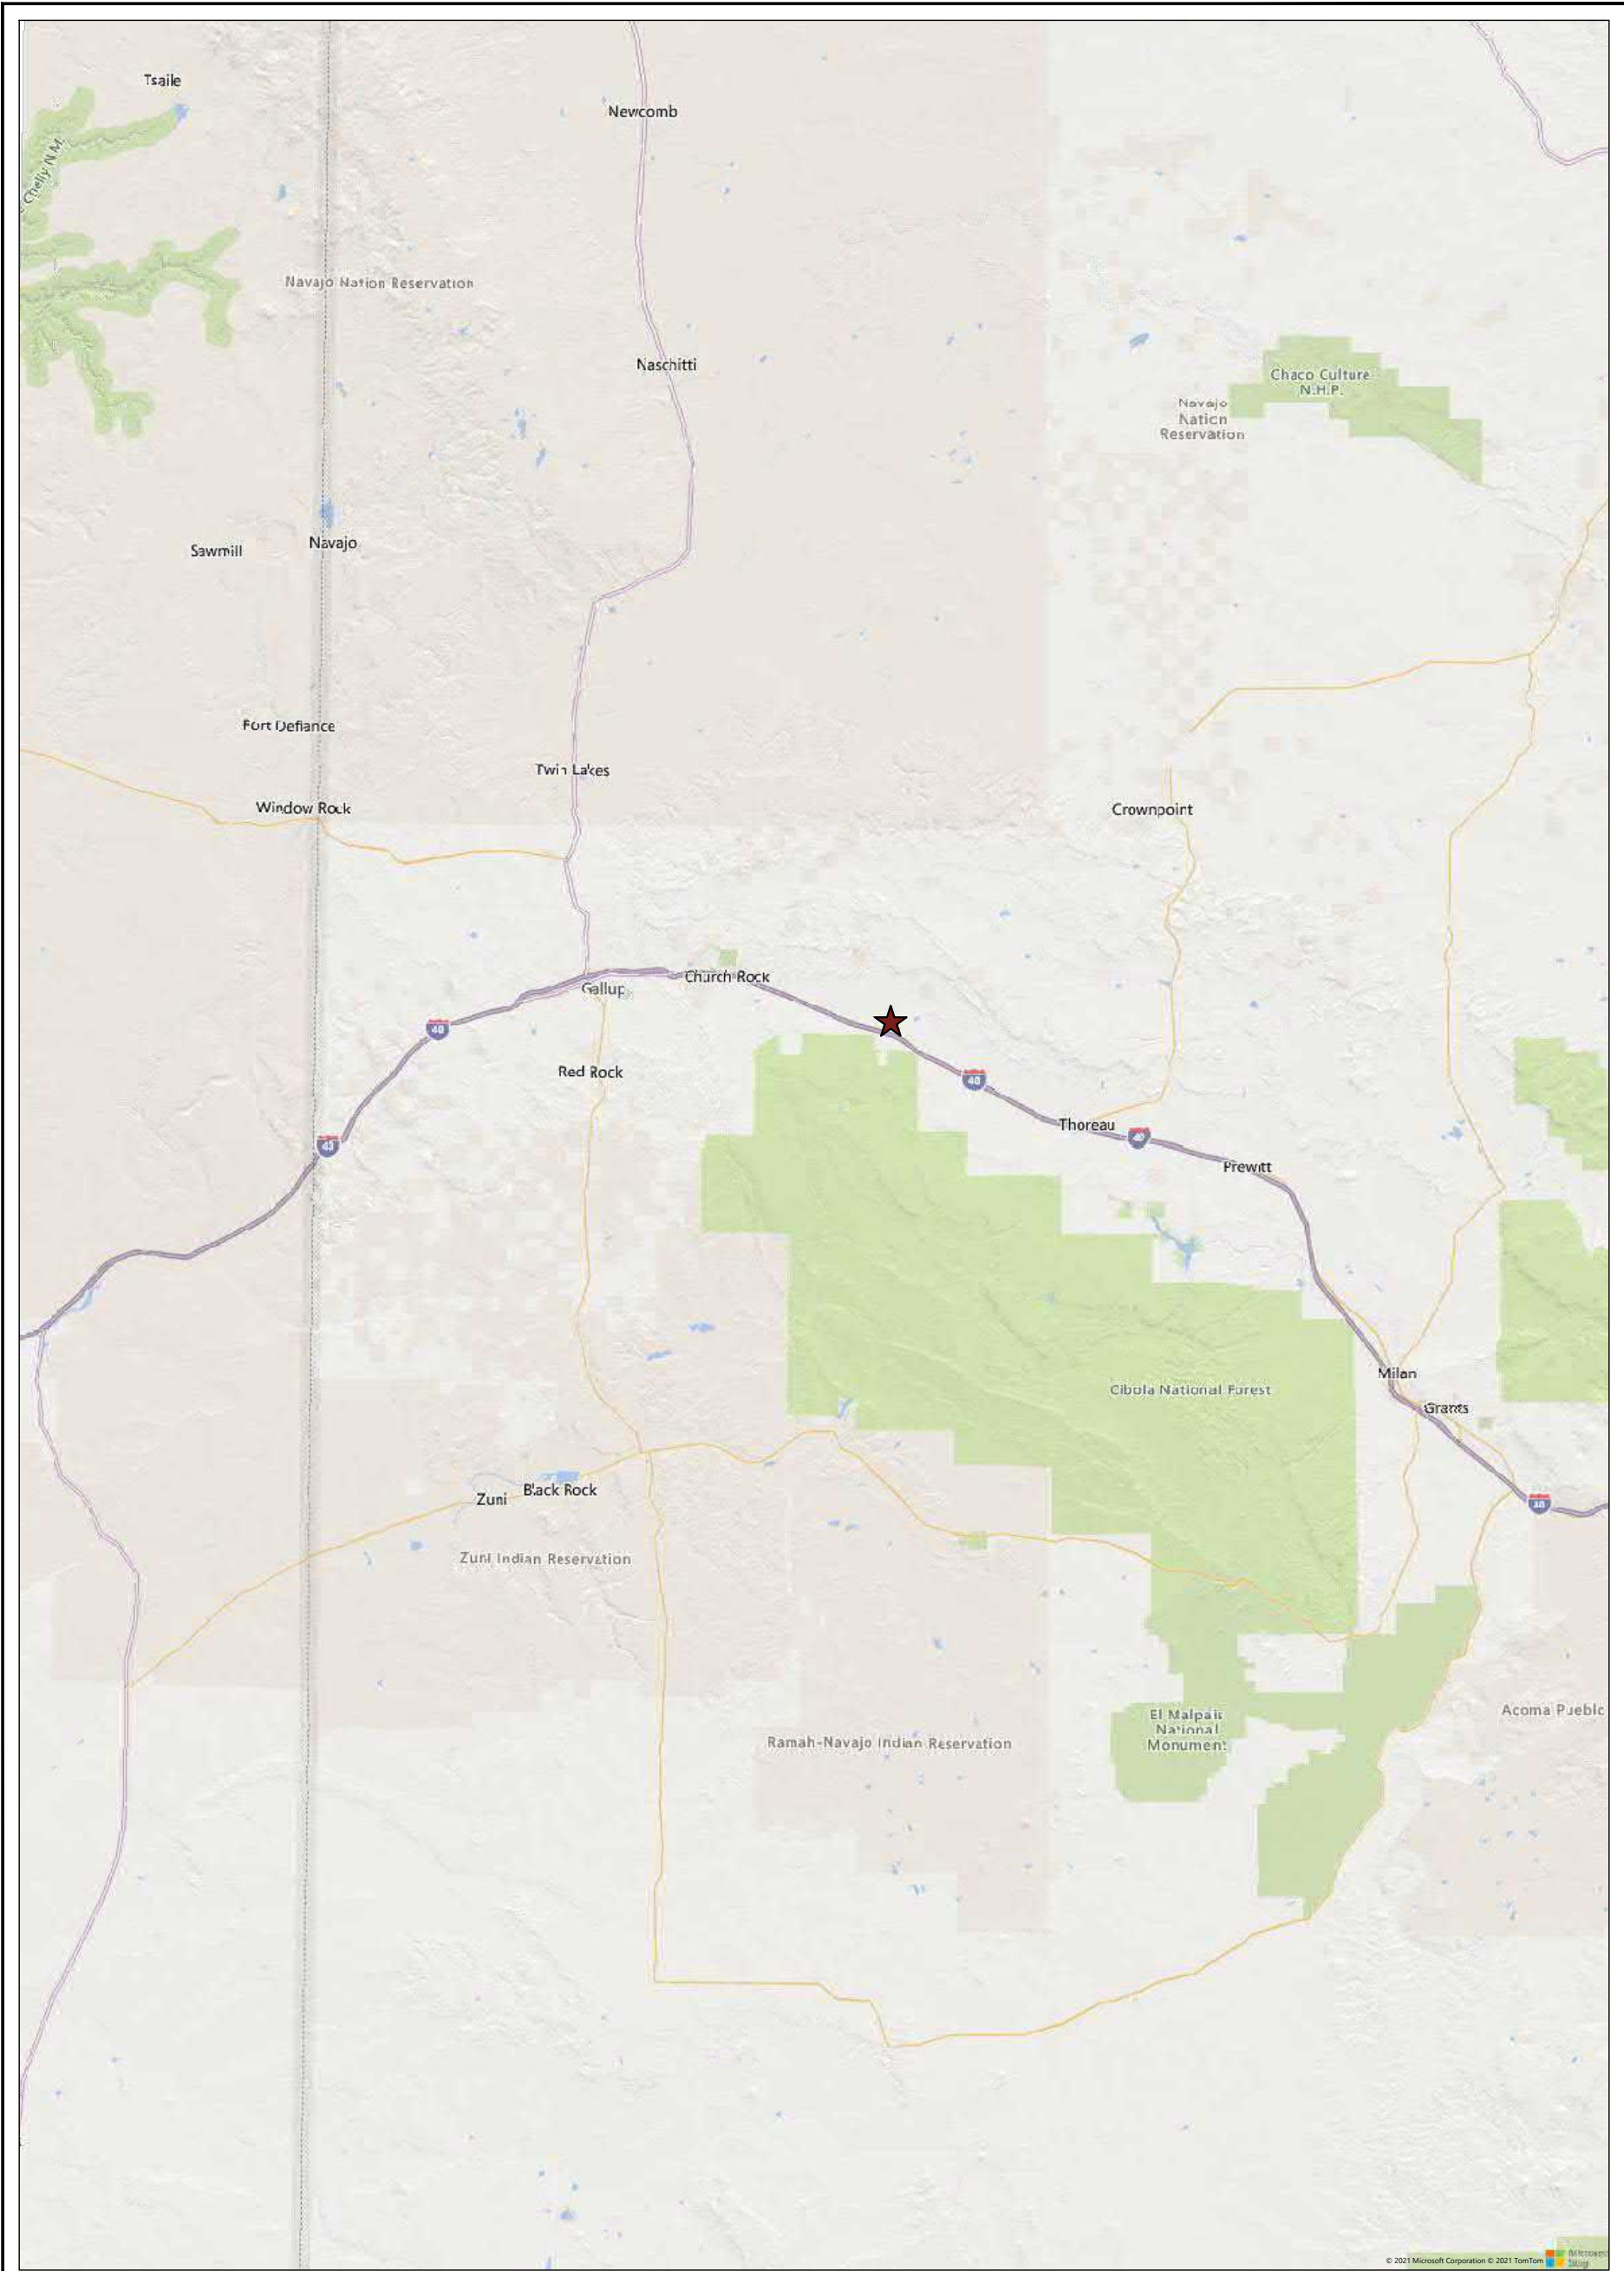 Tsaile
Newcomb
Chelly N.M.
Navajo Nation Reservation
Naschitti
Chaco Culture
N.H.P.
Navajo
Nation
Reservation
Sawmill
Navajo
Fort Defiance
Twin Lakes
Window Rock
Crownpoint
Church Rock
Gallup
40
Red Rock
40
Thoreau
40
40
Prewitt
Milan
Cibola National Forest
Grants
Black Rock
Zuni
40
Zuni Indian Reservation
Acoma Pueblo
El Malpais
National
Monument
Ramah-Navajo Indian Reservation
© 2021 Microsoft Corporation © 2021 TomTom
Microsoft
Bing